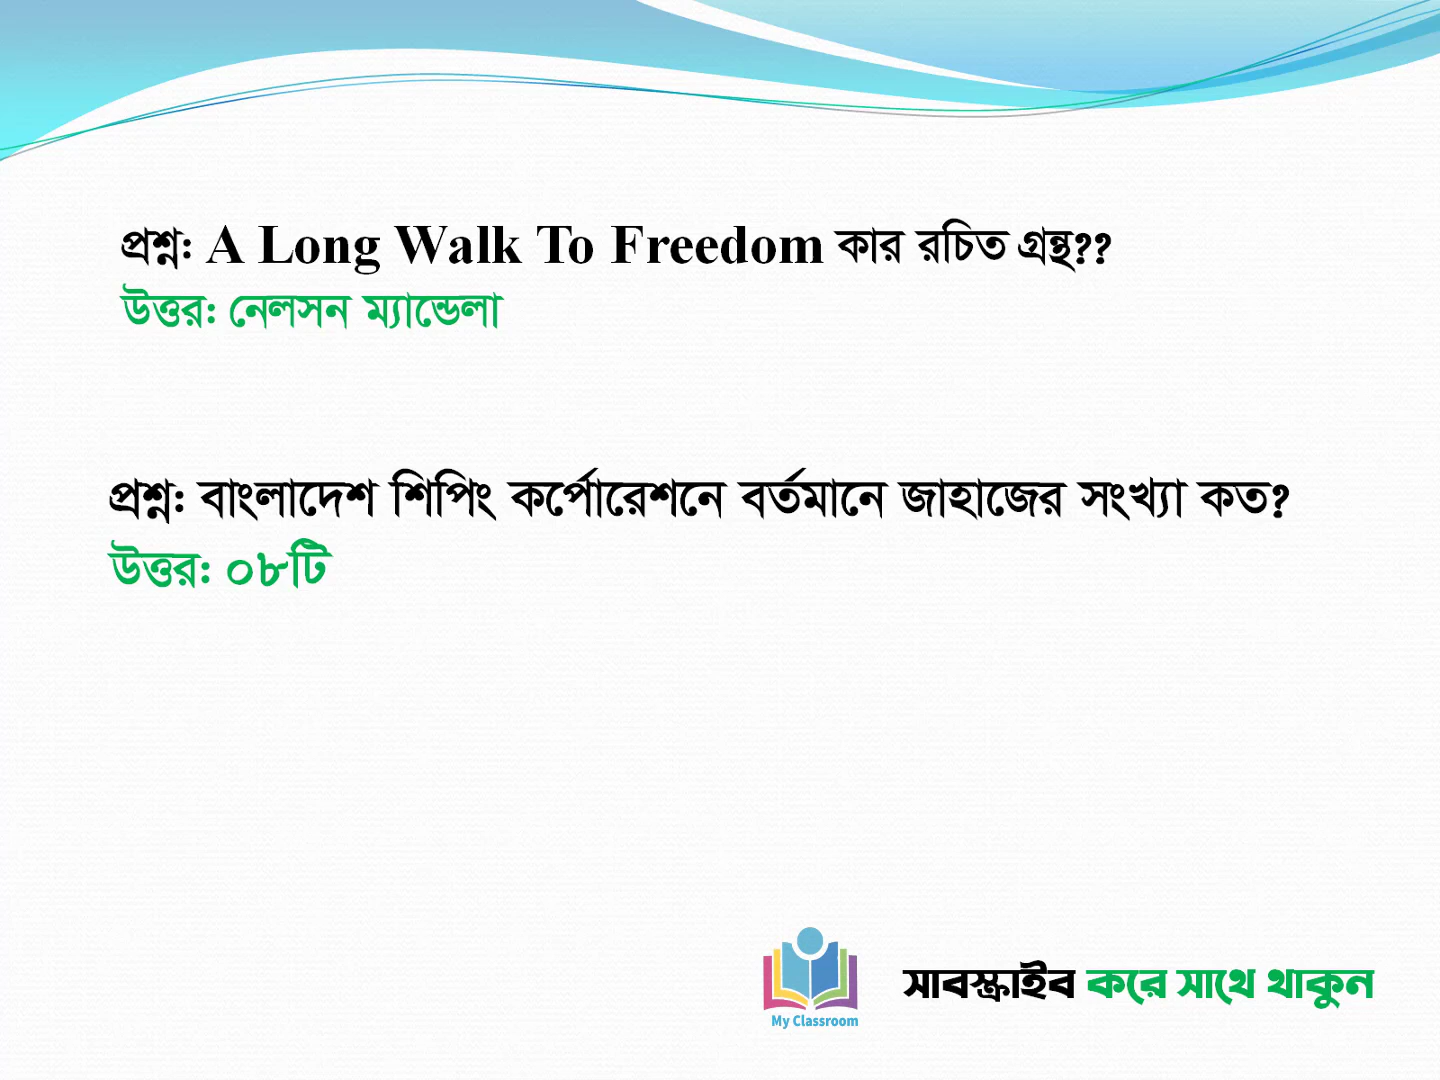 প্রশ্ন: A Long Walk To Freedom কার রচিত গ্রন্থ??
উত্তর: নেলসন ম্যান্ডেলা
প্রশ্ন: বাংলাদেশ শিপিং কর্পোরেশনে বর্তমানে জাহাজের সংখ্যা কত?
উত্তর: ০৮টি
My Classroom
সাবস্ক্রাইব করে সাথে থাকুন